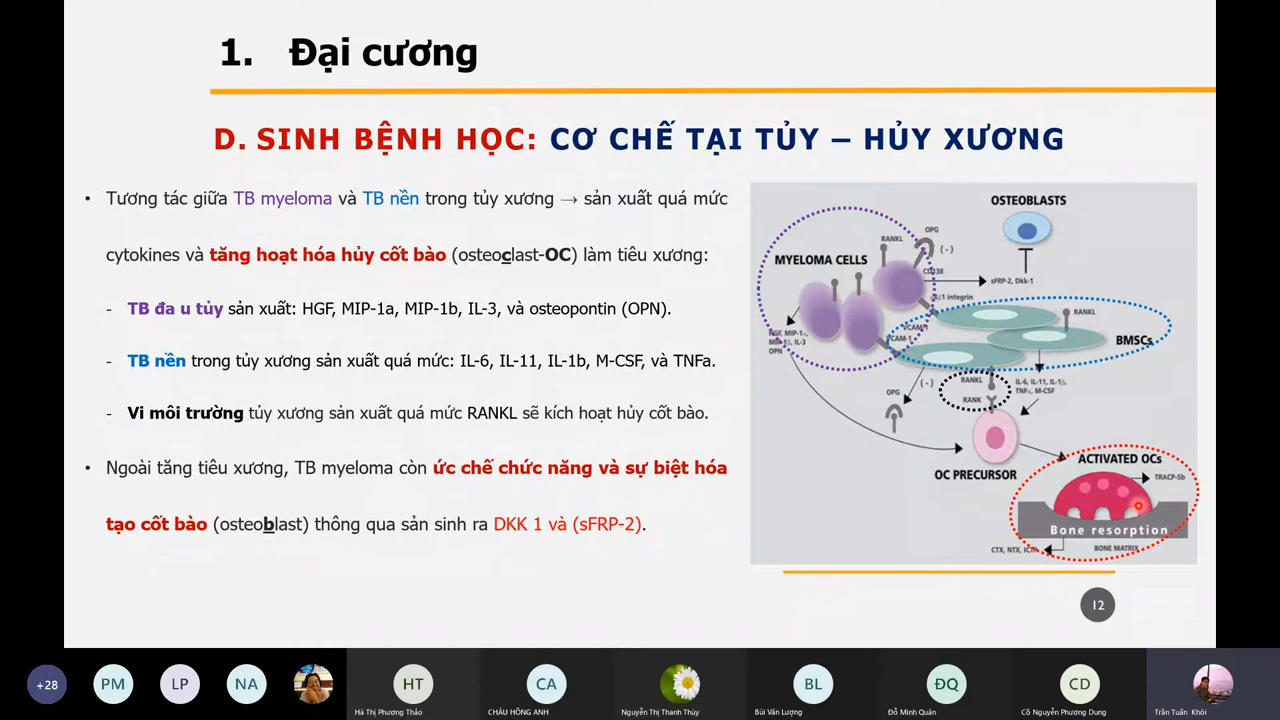 1. Đại cương
D. SINH BỆNH HỌC: CƠ CHẾ TẠI TỦY – HỦY XƯƠNG
• Tương tác giữa TB myeloma và TB nền trong tủy xương → sản xuất quá mức
cytokines và tăng hoạt hóa hủy cốt bào (osteoclast-OC) làm tiêu xương:
- TB đa u tủy sản xuất: HGF, MIP-1a, MIP-1b, IL-3, và osteopontin (OPN).
- TB nền trong tủy xương sản xuất quá mức: IL-6, IL-11, IL-1b, M-CSF, và TNFa.
- Vi môi trường tủy xương sản xuất quá mức RANKL sẽ kích hoạt hủy cốt bào.
• Ngoài tăng tiêu xương, TB myeloma còn ức chế chức năng và sự biệt hóa
tạo cốt bào (osteoblast) thông qua sản sinh ra DKK 1 và (sFRP-2).
OSTEOBLASTS
OPG
RANKL
(-)
MYELOMA CELLS
CD138
sFRP-2, Dkk-1
β1 integrin
RANKL
VCAM-1
VCAM-1
BMSCs
HGF, MIP-1α,
MIP-1β, IL-3
OPN
(-)
RANKL
OPG
RANK
IL-6, IL-11, IL-1β,
TNFα, M-CSF
OC PRECURSOR
ACTIVATED OCs
TRACP-5b
Bone resorption
CTX, NTX, ICTP
BONE MATRIX
12
+28
PM
LP
NA
HT
CA
BL
ĐQ
CD
Hà Thị Phương Thảo
CHÂU HỒNG ANH
Nguyễn Thị Thanh Thủy
Bùi Văn Lượng
Đỗ Minh Quân
Cô Nguyễn Phương Dung
Trần Tuấn Khôi